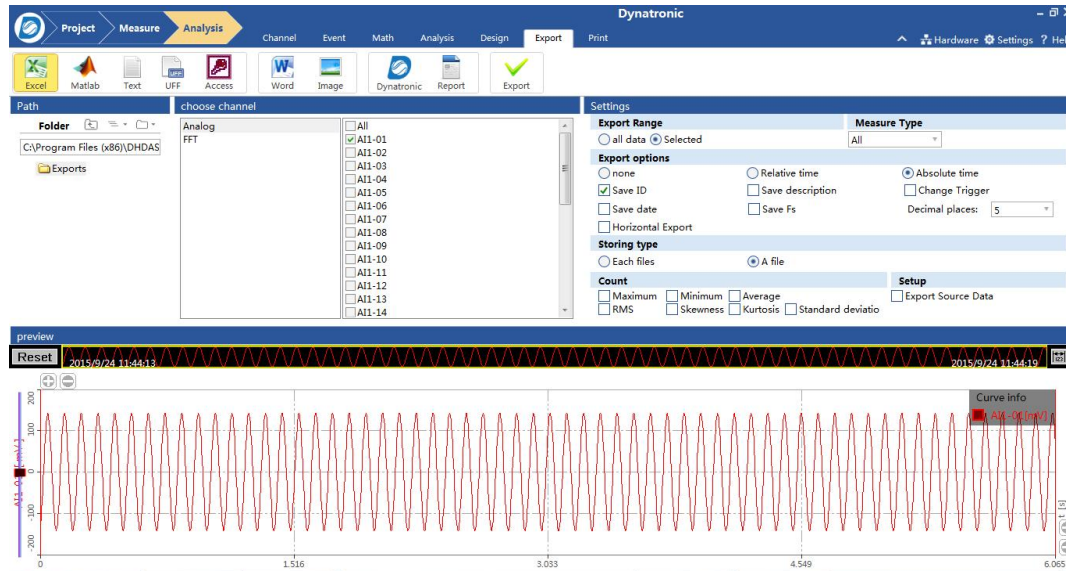 Dynatronic
Project Measure Analysis
Channel Event Math Analysis Design Export Print
Hardware Settings ? Hel
Excel Matlab Text UFF Access Word Image Dynatronic Report Export
Path
Folder
C:\Program Files (x86)\DHDAS
Exports
choose channel
Analog
FFT
All
AI1-01
AI1-02
AI1-03
AI1-04
AI1-05
AI1-06
AI1-07
AI1-08
AI1-09
AI1-10
AI1-11
AI1-12
AI1-13
AI1-14
Settings
Export Range Measure Type
all data Selected All
Export options
none Relative time Absolute time
Save ID Save description Change Trigger
Save date Save Fs Decimal places: 5
Horizontal Export
Storing type
Each files A file
Count Setup
Maximum Minimum Average Export Source Data
RMS Skewness Kurtosis Standard deviatio
preview
Reset 2015/9/24 11:44:13 2015/9/24 11:44:19
Curve info
AI1-01[mV]
200
100
0
-100
-200
AI1-01[mV]
t [s]
0 1.516 3.033 4.549 6.065